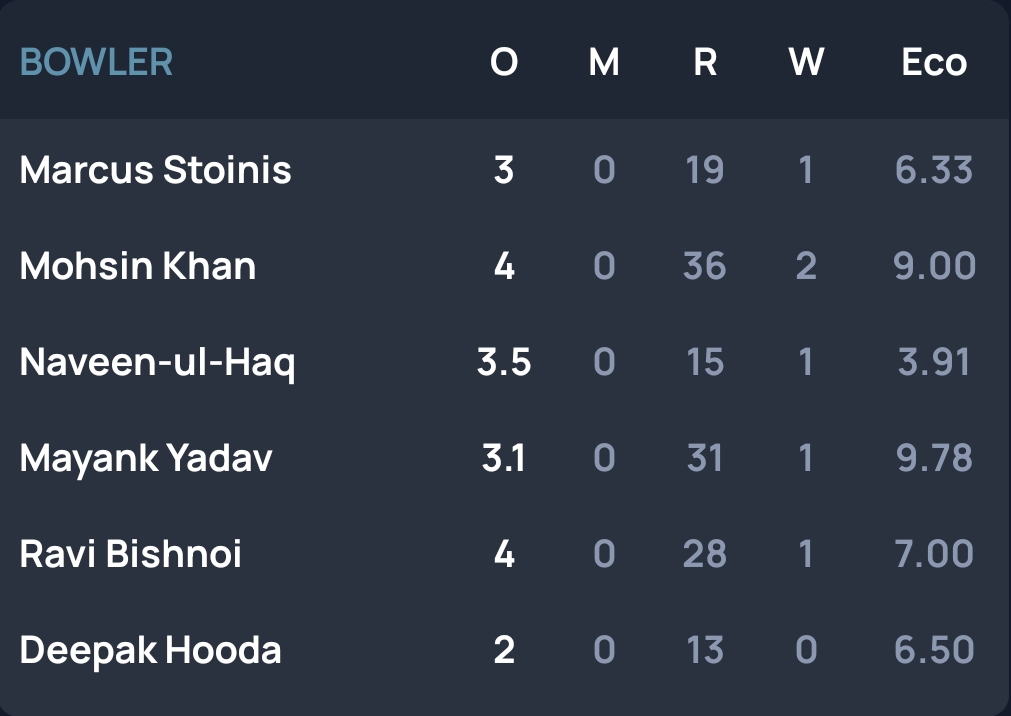 BOWLER O M R W Eco
Marcus Stoinis 3 0 19 1 6.33
Mohsin Khan 4 0 36 2 9.00
Naveen-ul-Haq 3.5 0 15 1 3.91
Mayank Yadav 3.1 0 31 1 9.78
Ravi Bishnoi 4 0 28 1 7.00
Deepak Hooda 2 0 13 0 6.50